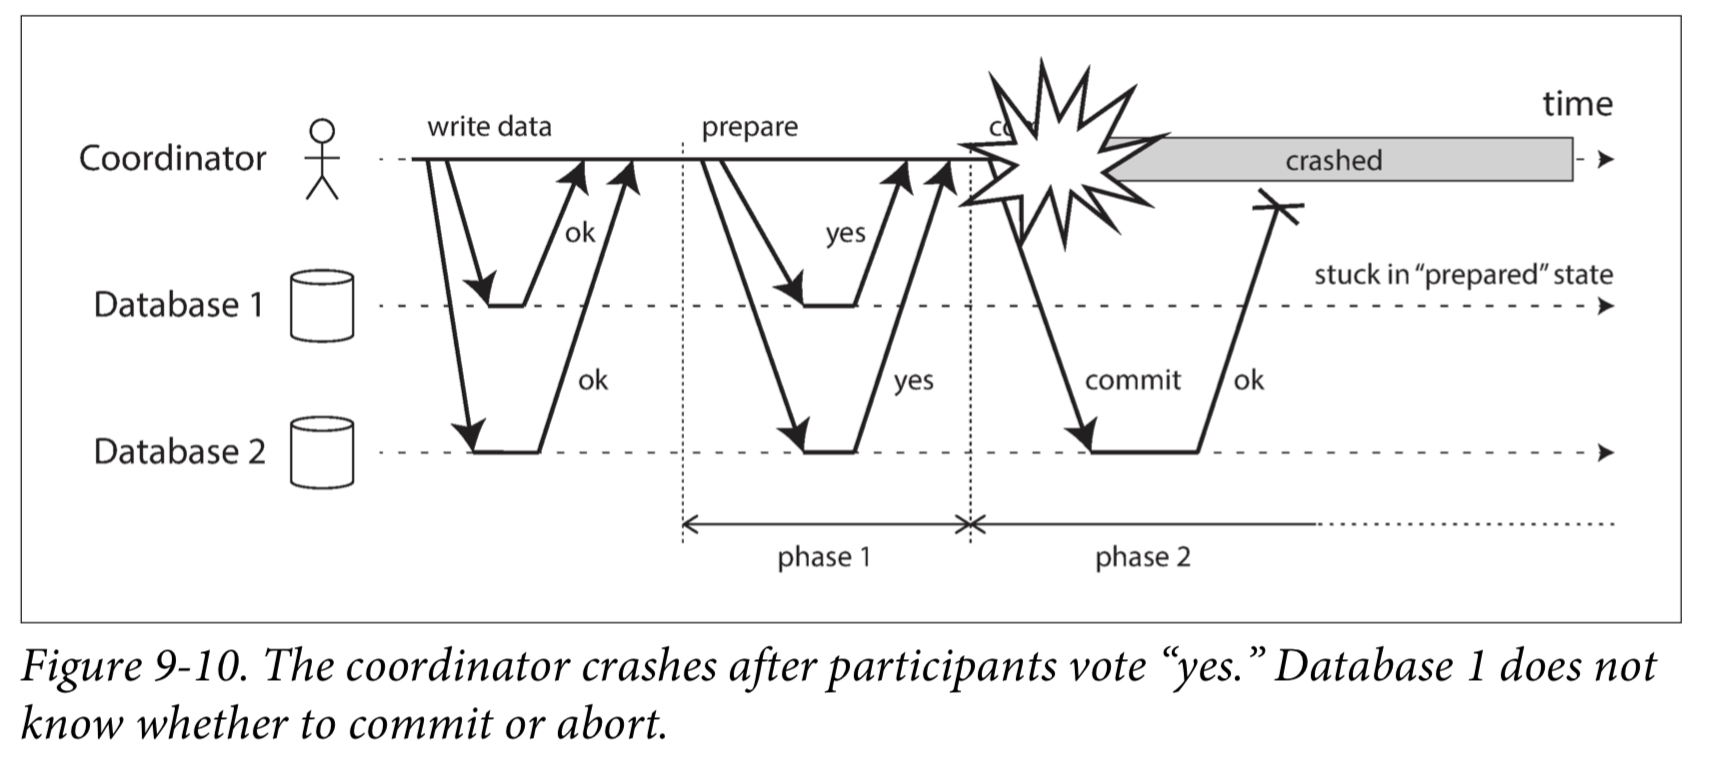 time
write data
prepare
Coordinator
crashed
ok
yes
stuck in “prepared” state
Database 1
ok
yes
commit
ok
Database 2
phase 1
phase 2
Figure 9-10. The coordinator crashes after participants vote “yes.” Database 1 does not
know whether to commit or abort.